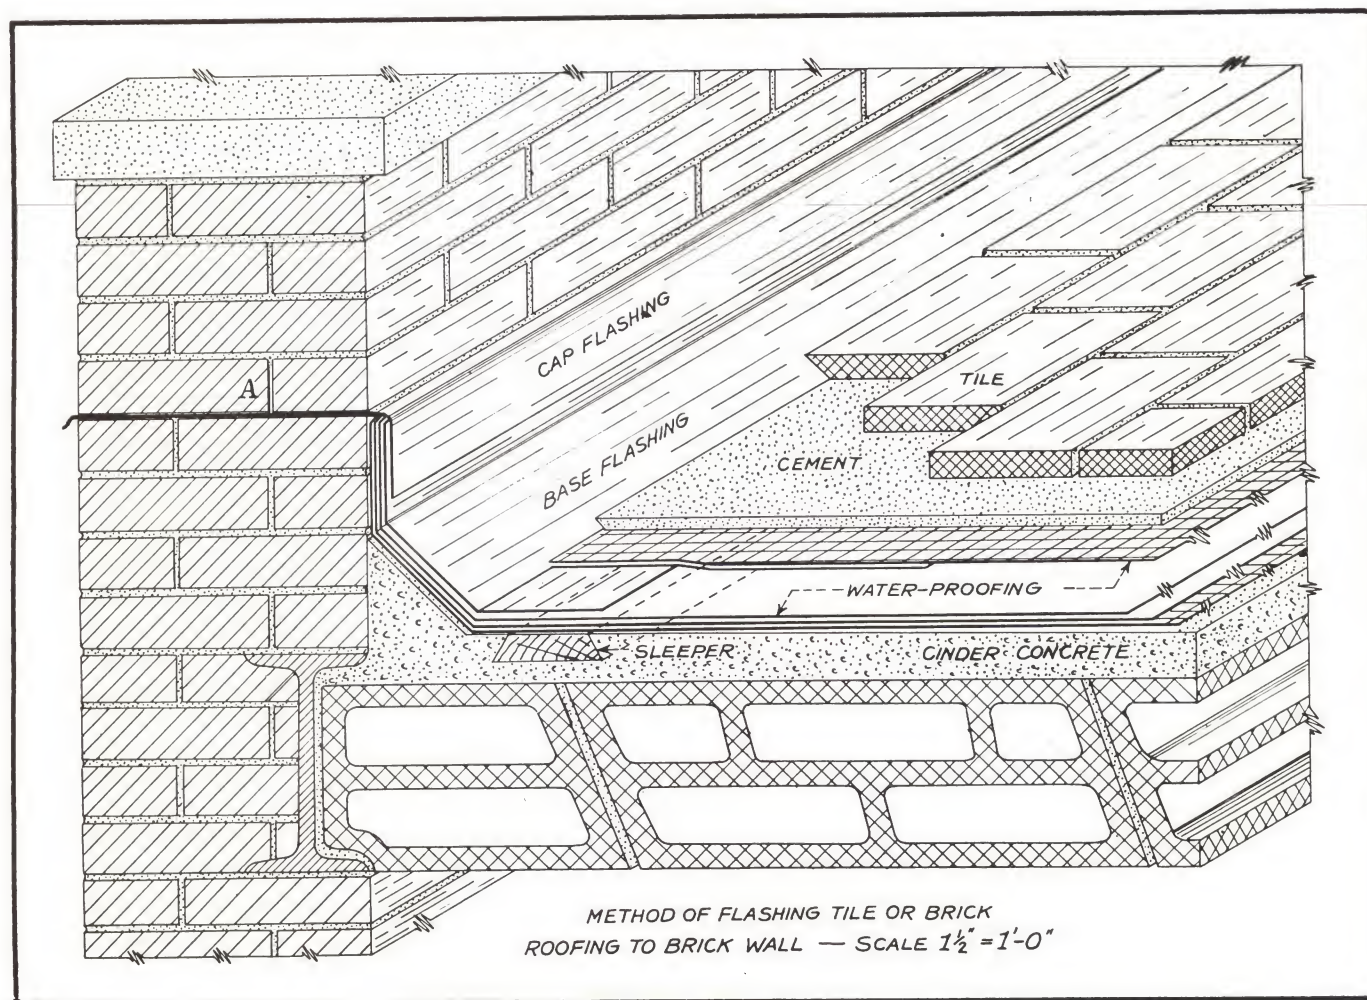 A
CAP FLASHING
BASE FLASHING
TILE
CEMENT
WATER-PROOFING
SLEEPER
CINDER CONCRETE
METHOD OF FLASHING TILE OR BRICK
ROOFING TO BRICK WALL — SCALE 1½" = 1'-0"